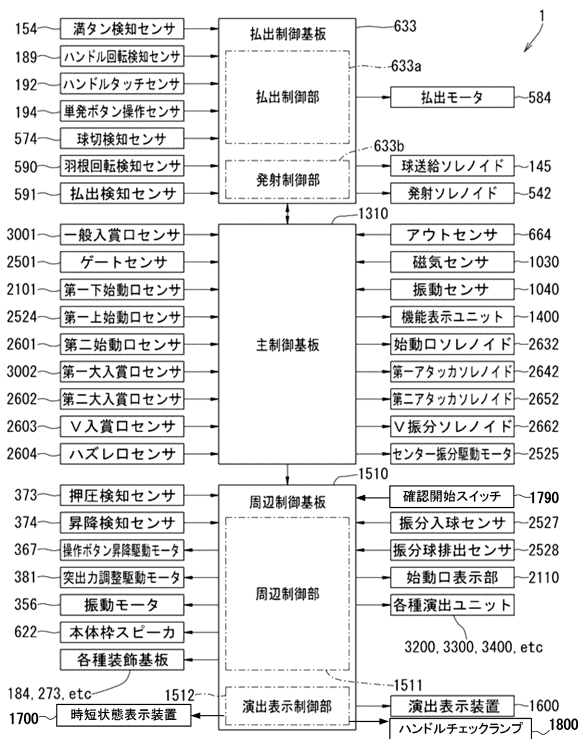 1
154 満タン検知センサ
189 ハンドル回転検知センサ
192 ハンドルタッチセンサ
194 単発ボタン操作センサ
574 球切検知センサ
590 羽根回転検知センサ
591 払出検知センサ
払出制御基板 633
633a
払出制御部
633b
発射制御部
払出モータ 584
球送給ソレノイド 145
発射ソレノイド 542
1310
3001 一般入賞口センサ
2501 ゲートセンサ
2101 第一下始動口センサ
2524 第一上始動口センサ
2601 第二始動口センサ
3002 第一大入賞口センサ
2602 第二大入賞口センサ
2603 V入賞口センサ
2604 ハズレ口センサ
主制御基板
アウトセンサ 664
磁気センサ 1030
振動センサ 1040
機能表示ユニット 1400
始動口ソレノイド 2632
第一アタッカソレノイド 2642
第二アタッカソレノイド 2652
V振分ソレノイド 2662
センター振分駆動モータ 2525
1510
373 押圧検知センサ
374 昇降検知センサ
367 操作ボタン昇降駆動モータ
381 突出力調整駆動モータ
356 振動モータ
622 本体枠スピーカ
各種装飾基板
184, 273, etc
1700 時短状態表示装置
周辺制御基板
周辺制御部
1511
1512
演出表示制御部
確認開始スイッチ 1790
振分入球センサ 2527
振分球排出センサ 2528
始動口表示部 2110
各種演出ユニット
3200, 3300, 3400, etc
演出表示装置 1600
ハンドルチェックランプ 1800